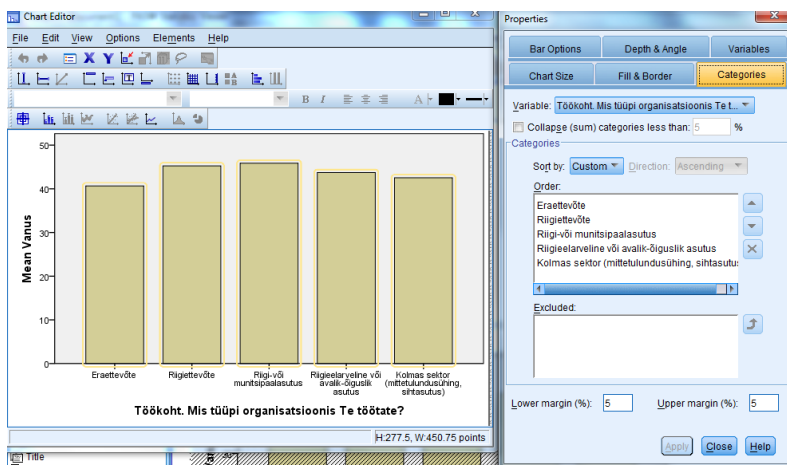 Chart Editor
File Edit View Options Elements Help
X Y
B I A
50
40
30
20
10
0
Mean Vanus
Eraettevõte
Riigiettevõte
Riigi-või
munitsipaalasutus
Riigieelarveline või
avalik-õiguslik
asutus
Kolmas sektor
(mittetulundusühing,
sihtasutus)
Töökoht. Mis tüüpi organisatsioonis Te töötate?
H:277.5, W:450.75 points
Title
30
Properties
Bar Options Depth & Angle Variables
Chart Size Fill & Border Categories
Variable: Töökoht. Mis tüüpi organisatsioonis Te t...
Collapse (sum) categories less than: 5 %
Categories
Sort by: Custom Direction: Ascending
Order:
Eraettevõte
Riigiettevõte
Riigi-või munitsipaalasutus
Riigieelarveline või avalik-õiguslik asutus
Kolmas sektor (mittetulundusühing, sihtasutu
Excluded:
Lower margin (%): 5 Upper margin (%): 5
Apply Close Help